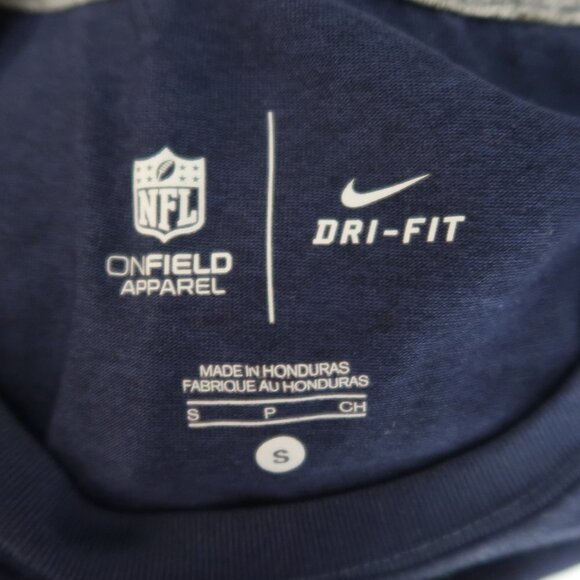 NFL
ONFIELD
APPAREL
DRI-FIT
MADE IN HONDURAS
FABRIQUE AU HONDURAS
S P CH
S